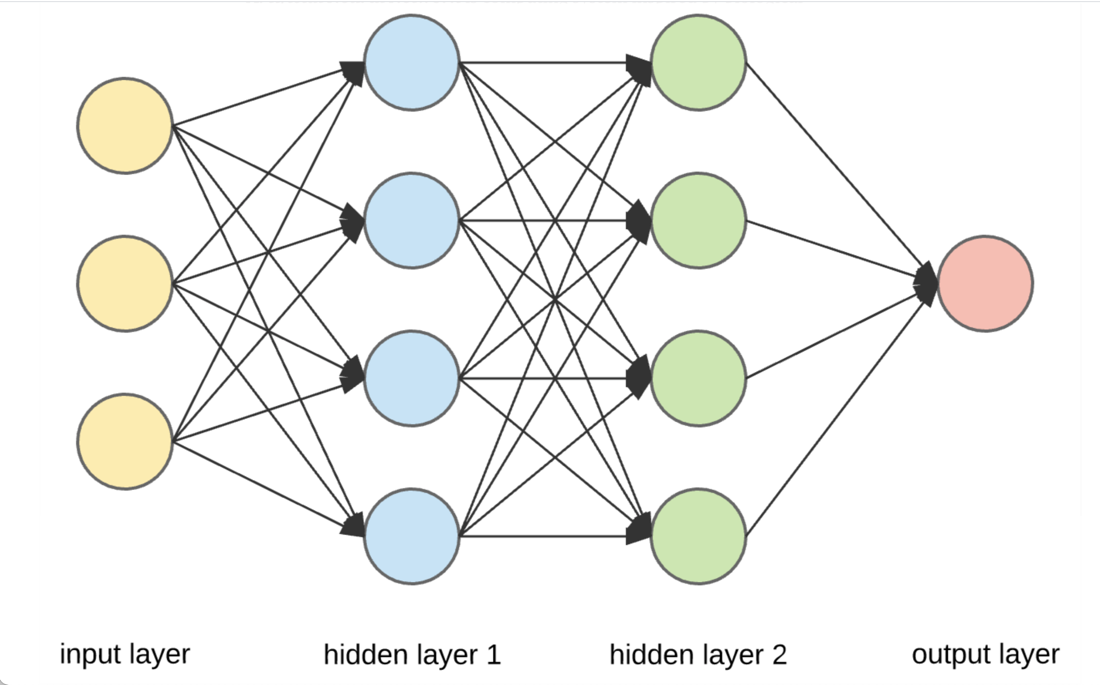 input layer
hidden layer 1
hidden layer 2
output layer